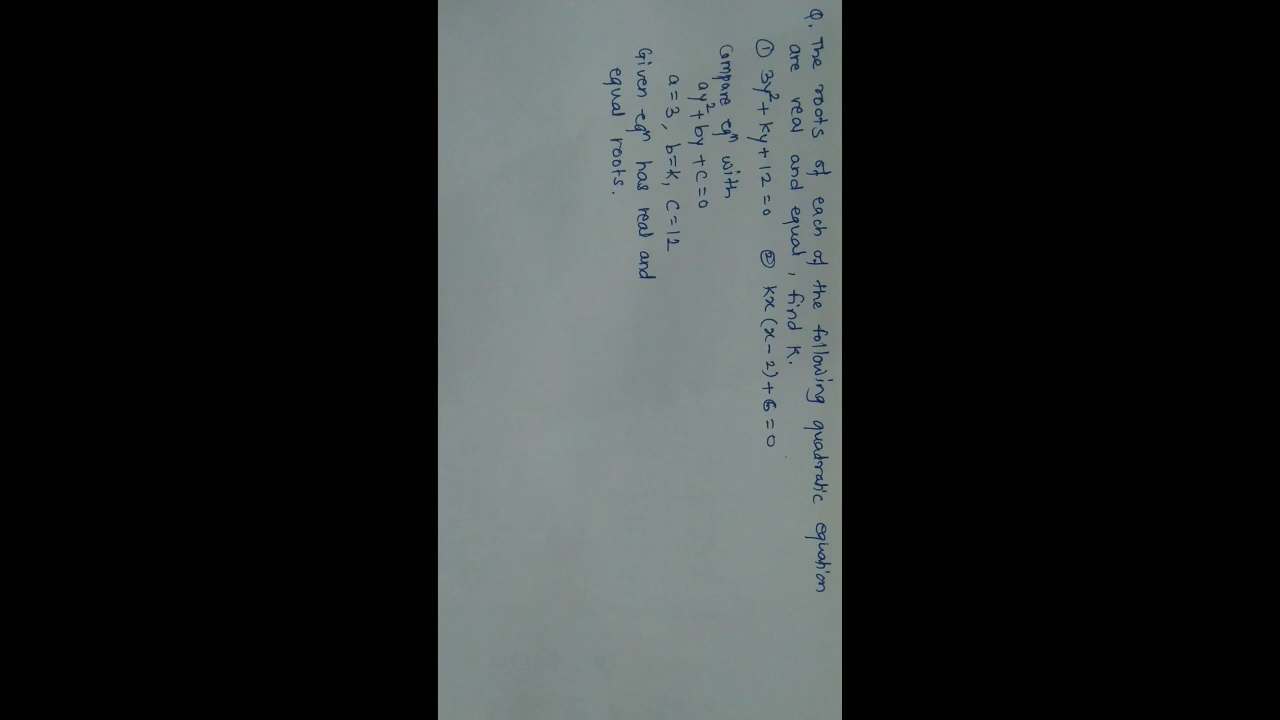 Q. The roots of each of the following quadratic equation
are real and equal, find k.
① 3y²+ky+12=0 ② kx(x-2)+6=0
Compare eqⁿ with
ay²+by+c=0
a=3, b=k, c=12
Given eqⁿ has real and
equal roots.